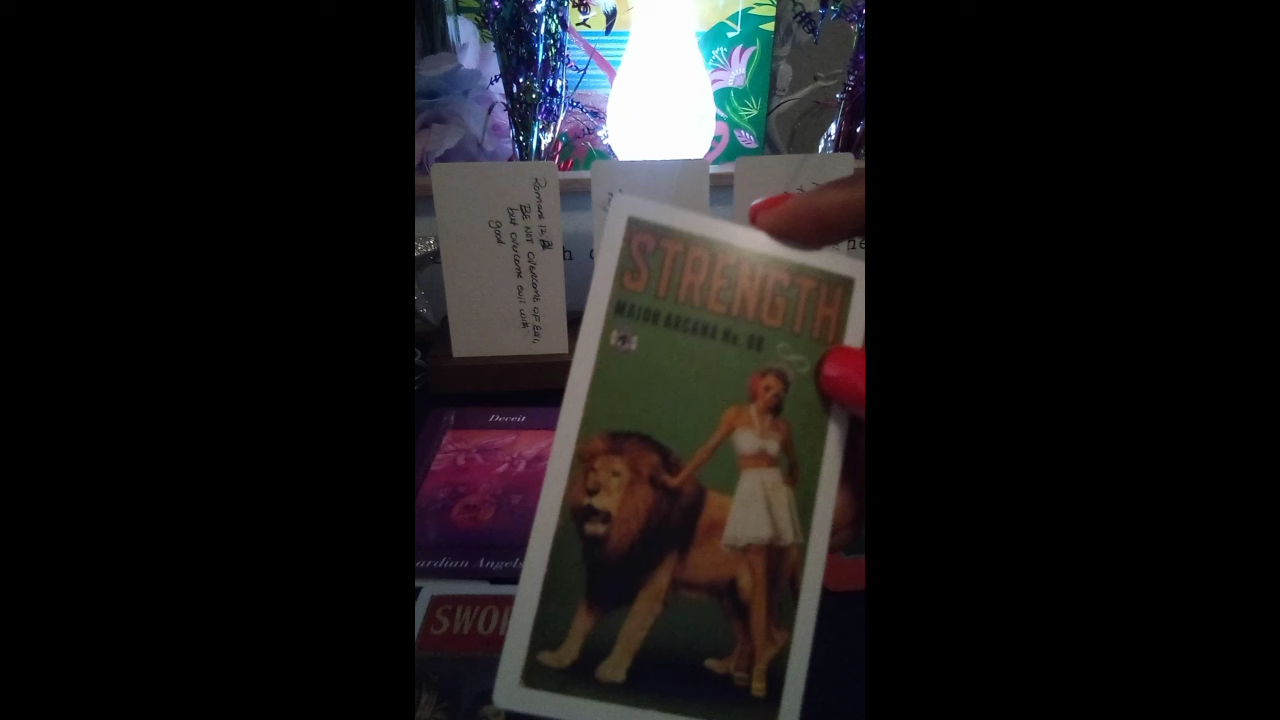 Romans 12, 21
BE NOT OVERCOME OF EVIL,
but overcome evil with
good
STRENGTH
MAJOR ARCANA No. 08
Deceit
ardian Angels
SWO